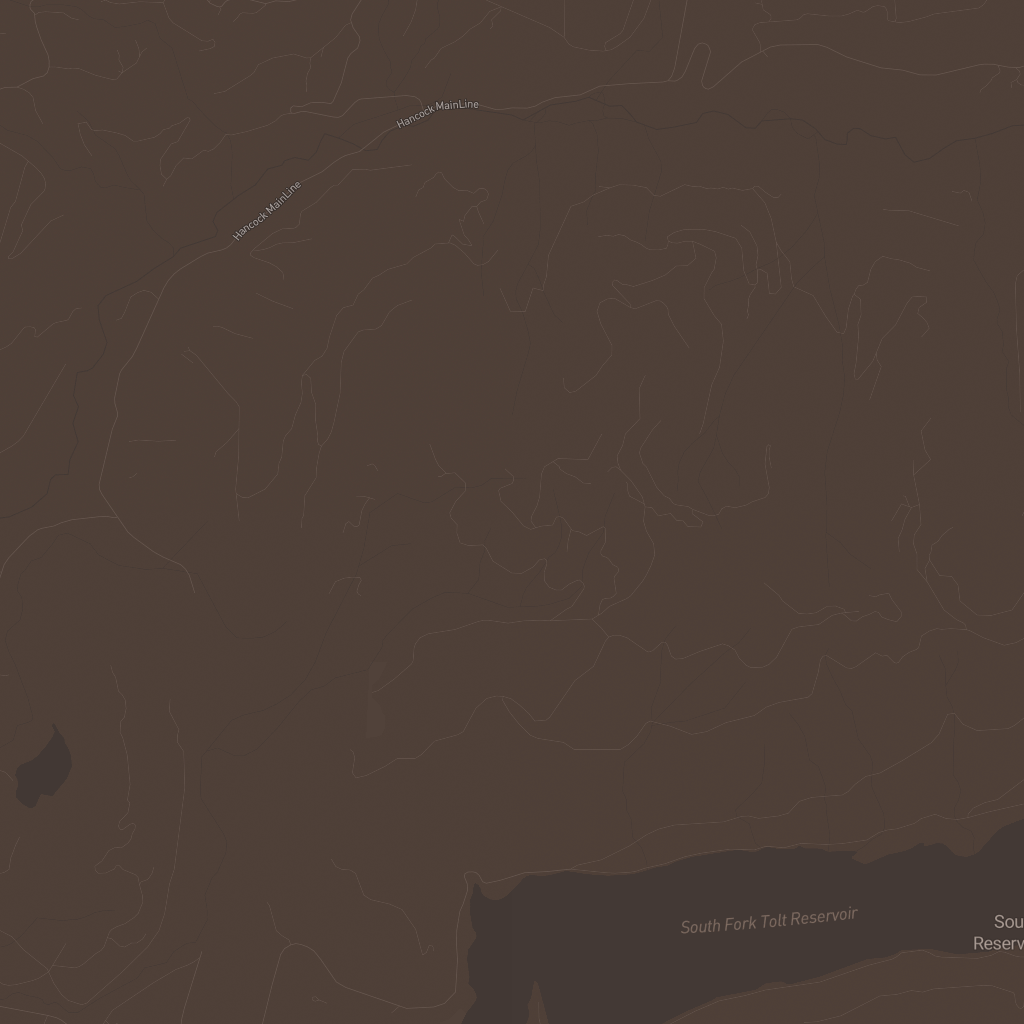 Hancock MainLine
Hancock MainLine
South Fork Tolt Reservoir
Sou
Reserv